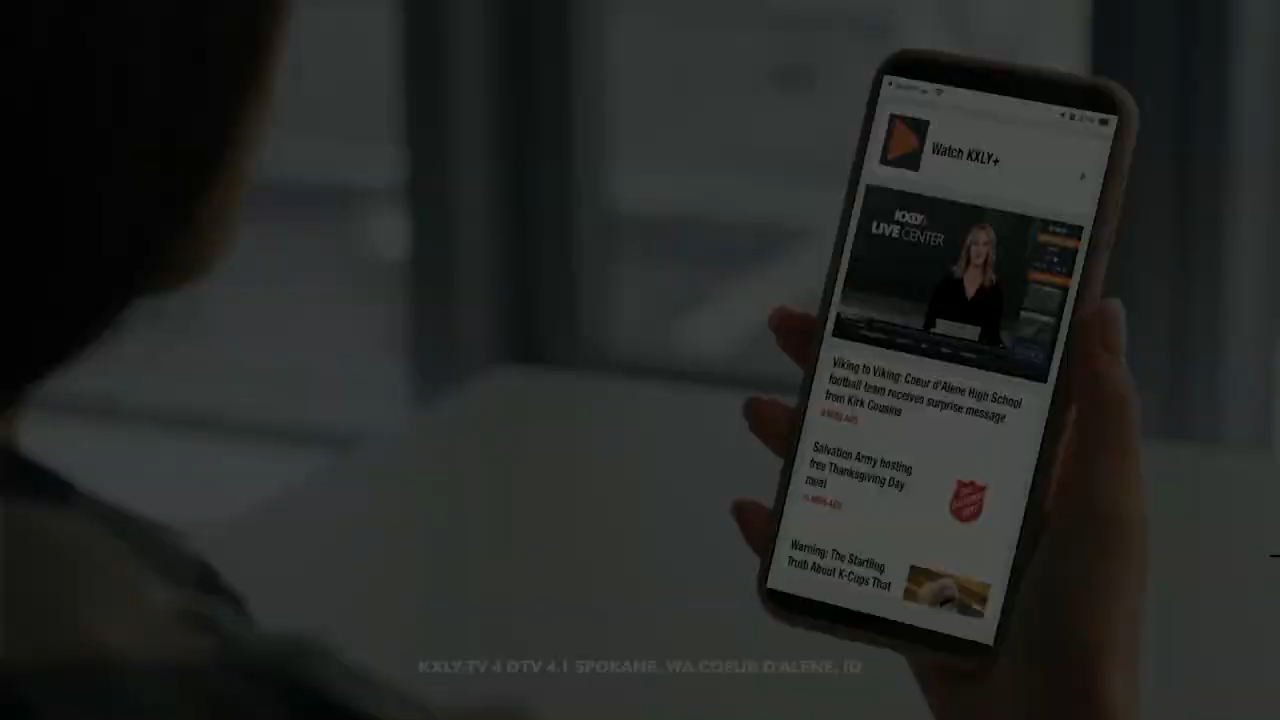 Watch KXLY+
KXLY
LIVE CENTER
Viking to Viking: Coeur d'Alene High School
football team receives surprise message
from Kirk Cousins
Salvation Army hosting
free Thanksgiving Day
meal
Warning: The Startling
Truth About K-Cups That
KXLY-TV 4 DTV 4.1 SPOKANE, WA COEUR D'ALENE, ID